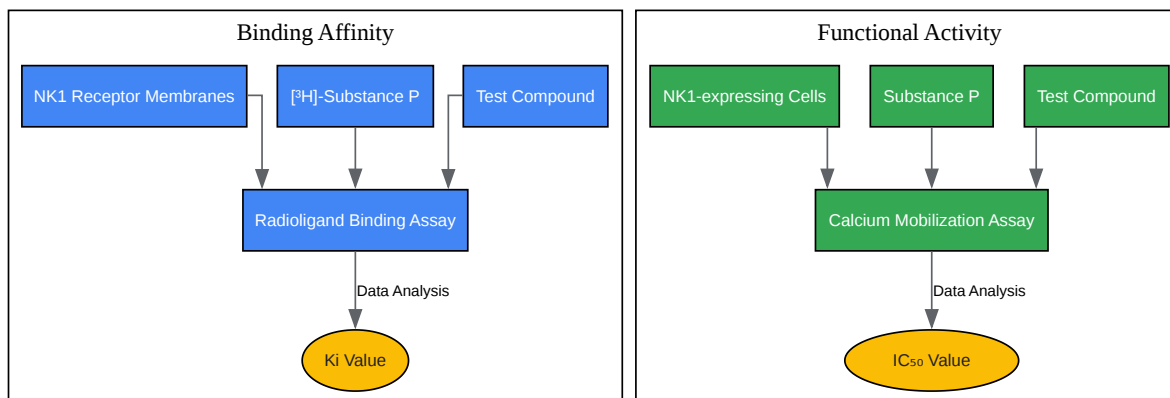 Binding Affinity
NK1 Receptor Membranes
[³H]-Substance P
Test Compound
Radioligand Binding Assay
Data Analysis
Ki Value
Functional Activity
NK1-expressing Cells
Substance P
Test Compound
Calcium Mobilization Assay
Data Analysis
IC₅₀ Value